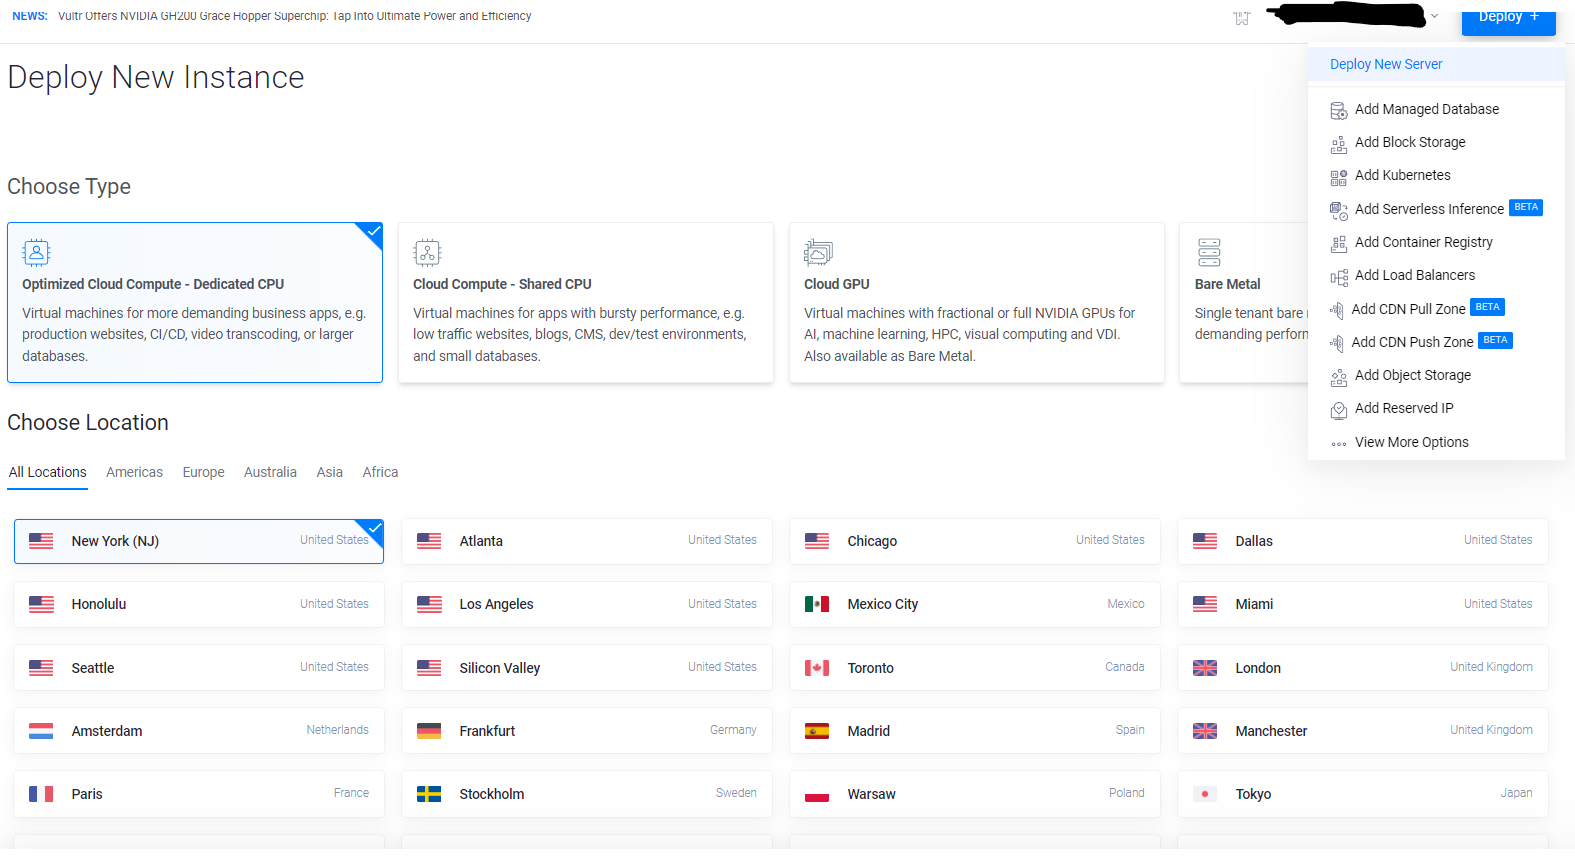 NEWS: Vultr Offers NVIDIA GH200 Grace Hopper Superchip: Tap Into Ultimate Power and Efficiency
Deploy +
Deploy New Instance
Deploy New Server
Add Managed Database
Add Block Storage
Add Kubernetes
Add Serverless Inference BETA
Add Container Registry
Add Load Balancers
Add CDN Pull Zone BETA
Add CDN Push Zone BETA
Add Object Storage
Add Reserved IP
View More Options
Choose Type
Optimized Cloud Compute - Dedicated CPU
Virtual machines for more demanding business apps, e.g.
production websites, CI/CD, video transcoding, or larger
databases.
Cloud Compute - Shared CPU
Virtual machines for apps with bursty performance, e.g.
low traffic websites, blogs, CMS, dev/test environments,
and small databases.
Cloud GPU
Virtual machines with fractional or full NVIDIA GPUs for
AI, machine learning, HPC, visual computing and VDI.
Also available as Bare Metal.
Bare Metal
Single tenant bare
demanding perforn
Choose Location
All Locations Americas Europe Australia Asia Africa
New York (NJ) United States
Atlanta United States
Chicago United States
Dallas United States
Honolulu United States
Los Angeles United States
Mexico City Mexico
Miami United States
Seattle United States
Silicon Valley United States
Toronto Canada
London United Kingdom
Amsterdam Netherlands
Frankfurt Germany
Madrid Spain
Manchester United Kingdom
Paris France
Stockholm Sweden
Warsaw Poland
Tokyo Japan